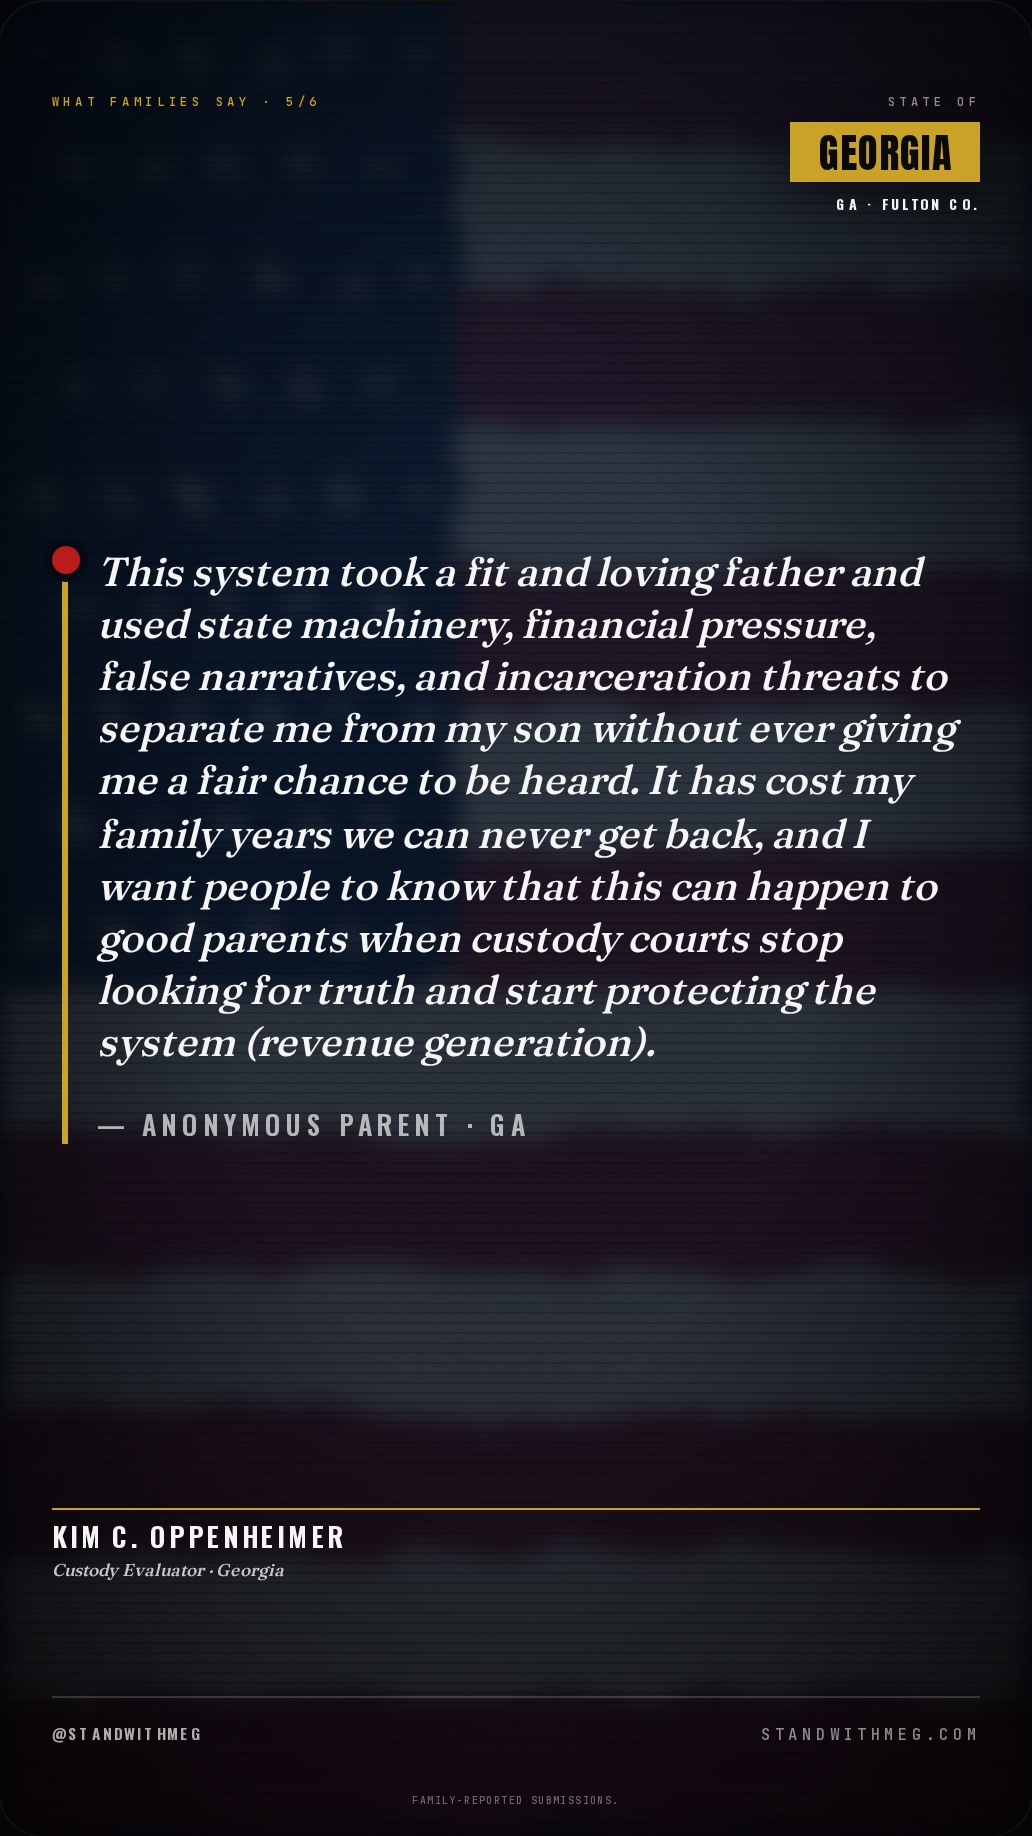 WHAT FAMILIES SAY · 5/6
STATE OF
GEORGIA
GA · FULTON CO.
This system took a fit and loving father and
used state machinery, financial pressure,
false narratives, and incarceration threats to
separate me from my son without ever giving
me a fair chance to be heard. It has cost my
family years we can never get back, and I
want people to know that this can happen to
good parents when custody courts stop
looking for truth and start protecting the
system (revenue generation).
— ANONYMOUS PARENT · GA
KIM C. OPPENHEIMER
Custody Evaluator · Georgia
@STANDWITHMEG
STANDWITHMEG.COM
FAMILY-REPORTED SUBMISSIONS.